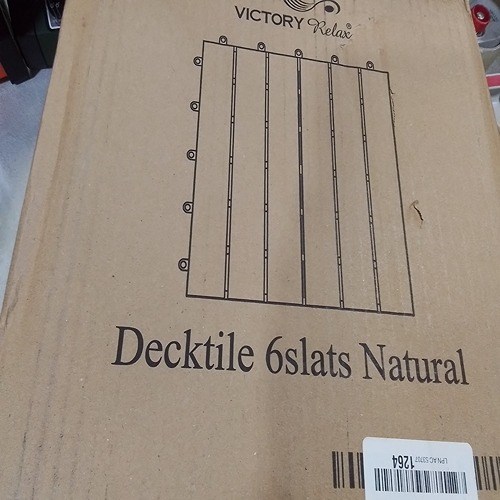 VICTORY Relax®
Decktile 6slats Natural
1264